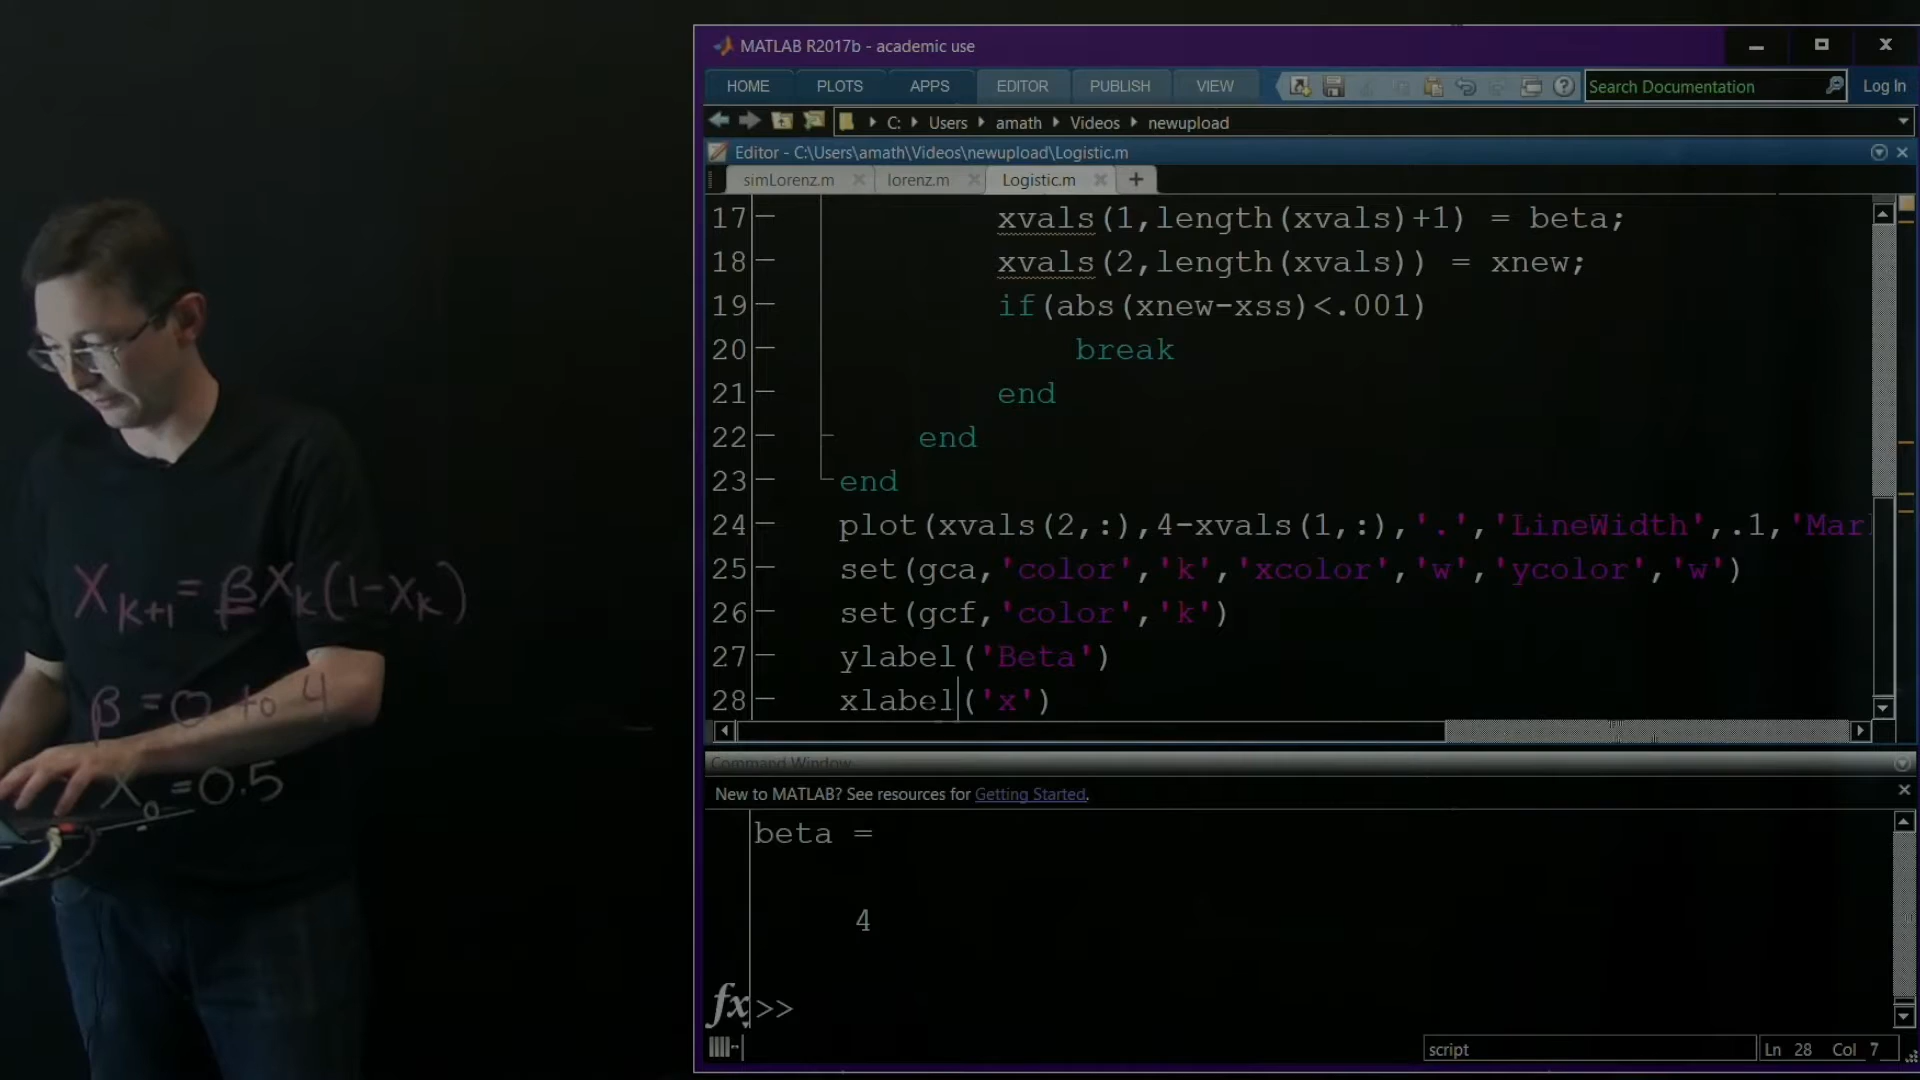 X_{k+1} = βX_k(1-X_k)
β = 0 to 4
X_0 = 0.5
MATLAB R2017b - academic use
HOME PLOTS APPS EDITOR PUBLISH VIEW Search Documentation Log In
C: Users amath Videos newupload
Editor - C:\Users\amath\Videos\newupload\Logistic.m
simLorenz.m lorenz.m Logistic.m
17 xvals(1,length(xvals)+1) = beta;
18 xvals(2,length(xvals)) = xnew;
19 if(abs(xnew-xss)<.001)
20 break
21 end
22 end
23 end
24 plot(xvals(2,:),4-xvals(1,:),'.','LineWidth',.1,'Mar
25 set(gca,'color','k','xcolor','w','ycolor','w')
26 set(gcf,'color','k')
27 ylabel('Beta')
28 xlabel('x')
Command Window
New to MATLAB? See resources for Getting Started.
beta =
4
fx >>
script Ln 28 Col 7